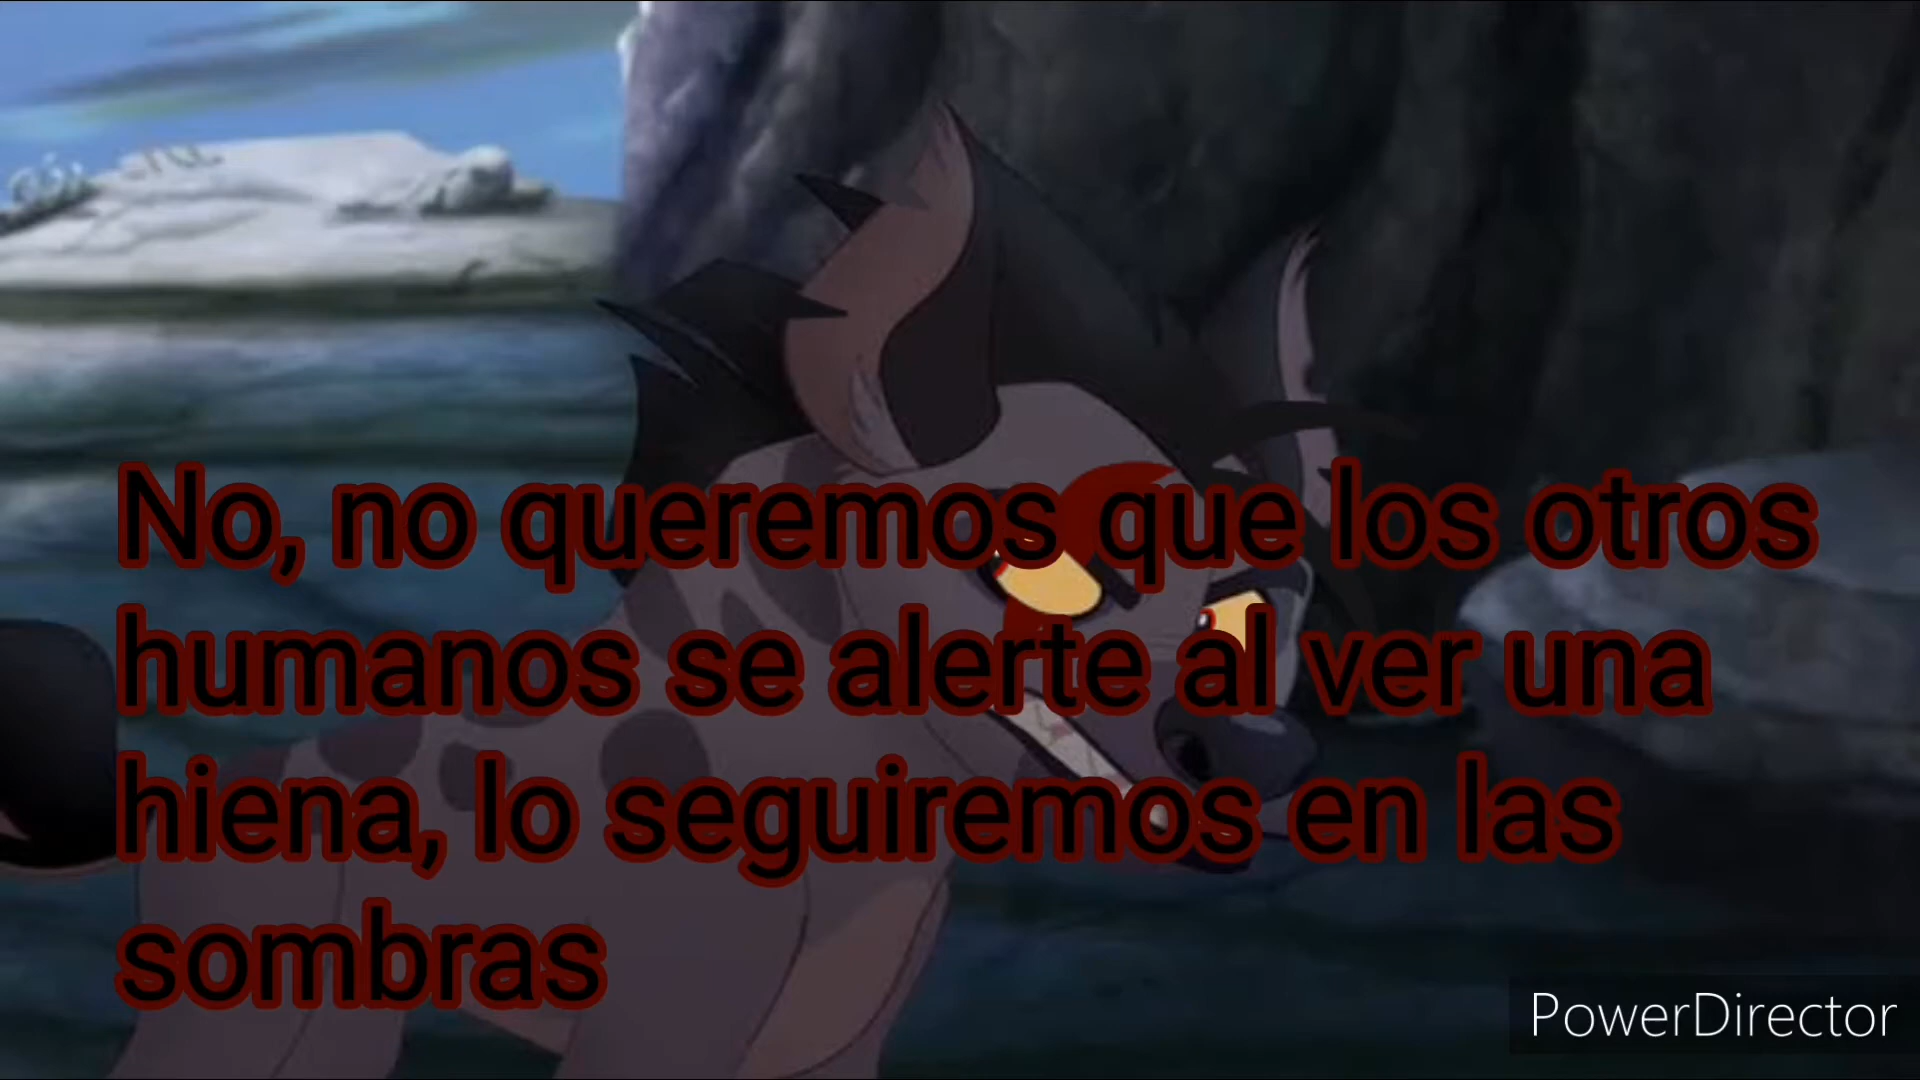 No, no queremos que los otros
humanos se alerte al ver una
hiena, lo seguiremos en las
sombras
PowerDirector